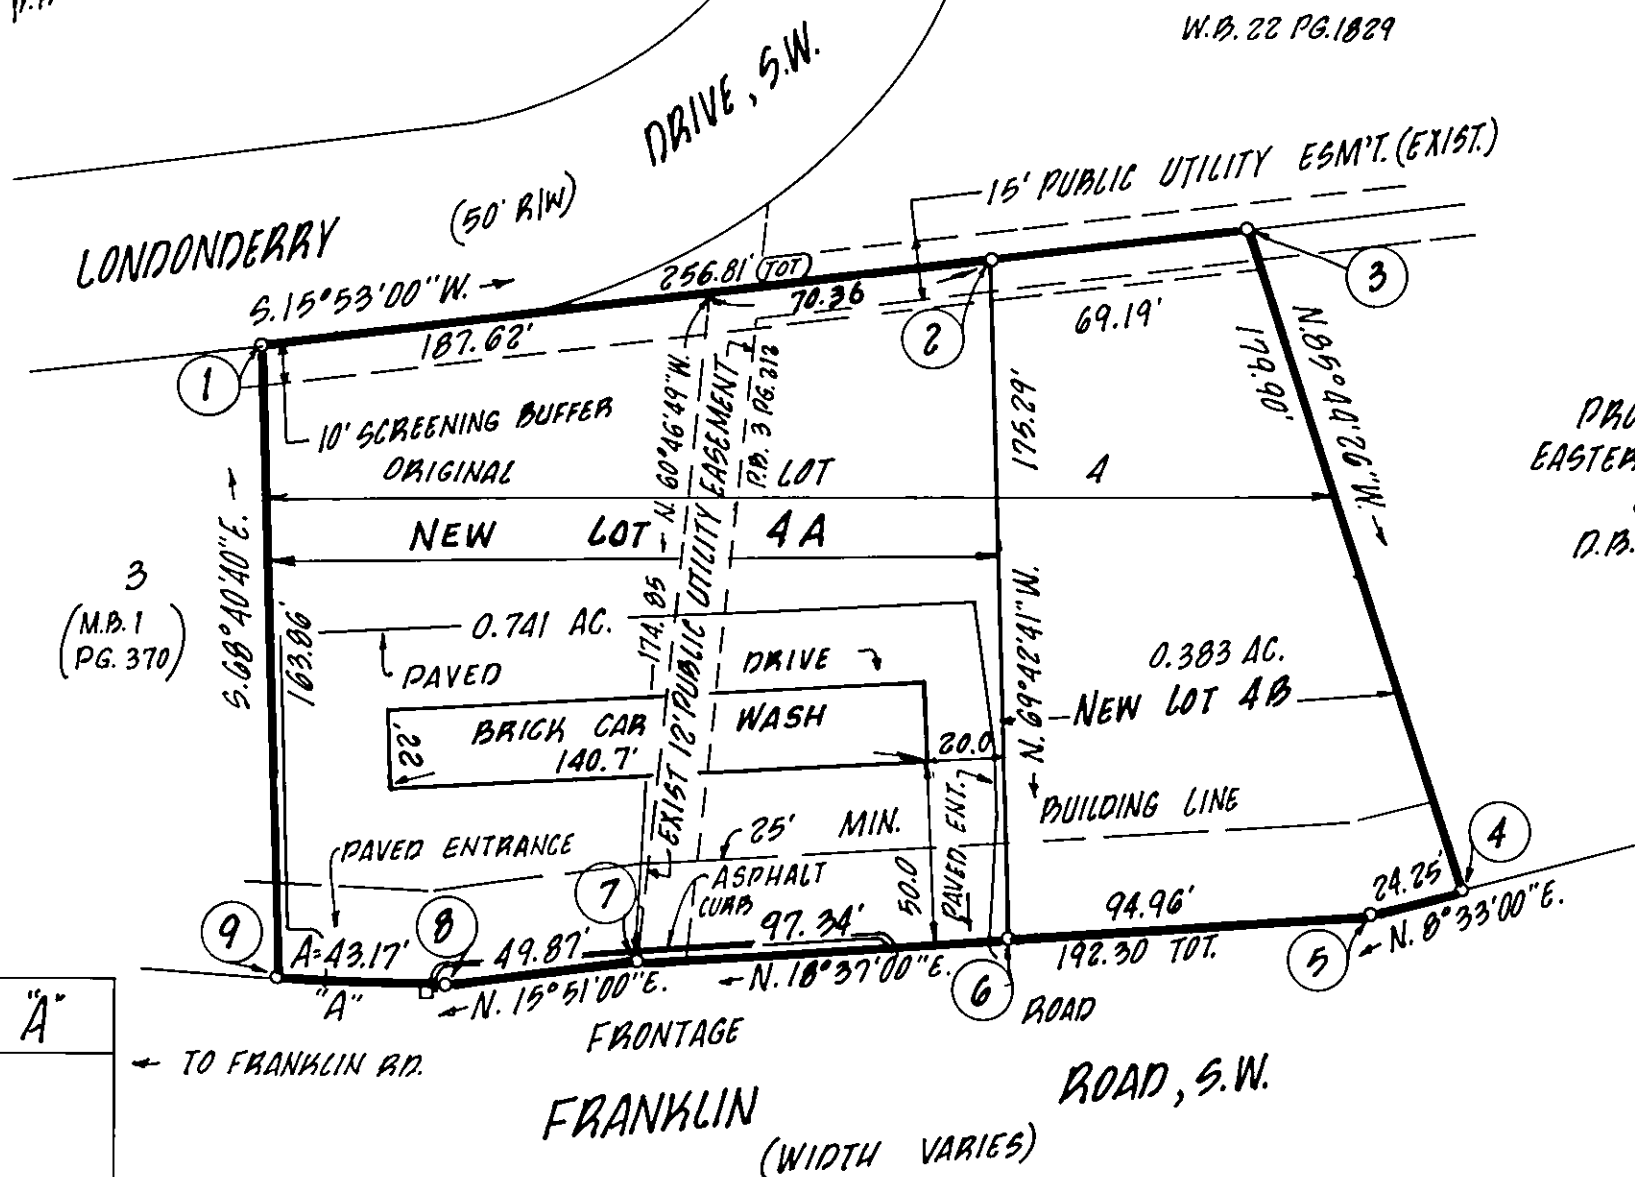 W.B. 22 PG.1829
DRIVE, S.W.
15' PUBLIC UTILITY ESM'T. (EXIST.)
LONDONDERRY (50' R/W)
S.15°53'00"W.
256.81' (TOT)
70.36
187.62'
69.19'
1
2
3
N.85°44'26"W.
179.90'
10' SCREENING BUFFER
N. 60°46'49"W.
P.B. 3 PG.212
175.29'
ORIGINAL LOT 4
NEW LOT 4A
S.68°40'40"E.
163.86'
3
(M.B. 1
PG. 370)
PRO
EASTER
D.B.
0.741 AC.
174.85
EXIST 12' PUBLIC UTILITY EASEMENT
PAVED DRIVE
N. 69°42'41"W.
0.383 AC.
NEW LOT 4B
BRICK CAR WASH
22'
140.7'
20.0
BUILDING LINE
25' MIN.
PAVED ENTRANCE
ASPHALT
CURB
50.0
PAVED ENT.
4
5
6
7
8
9
24.25'
94.96'
97.34'
49.87'
A=43.17'
"A"
N. 8°33'00"E.
192.30 TOT.
N. 18°37'00"E.
N. 15°51'00"E.
FRONTAGE ROAD
"A"
TO FRANKLIN RD.
FRANKLIN ROAD, S.W.
(WIDTH VARIES)